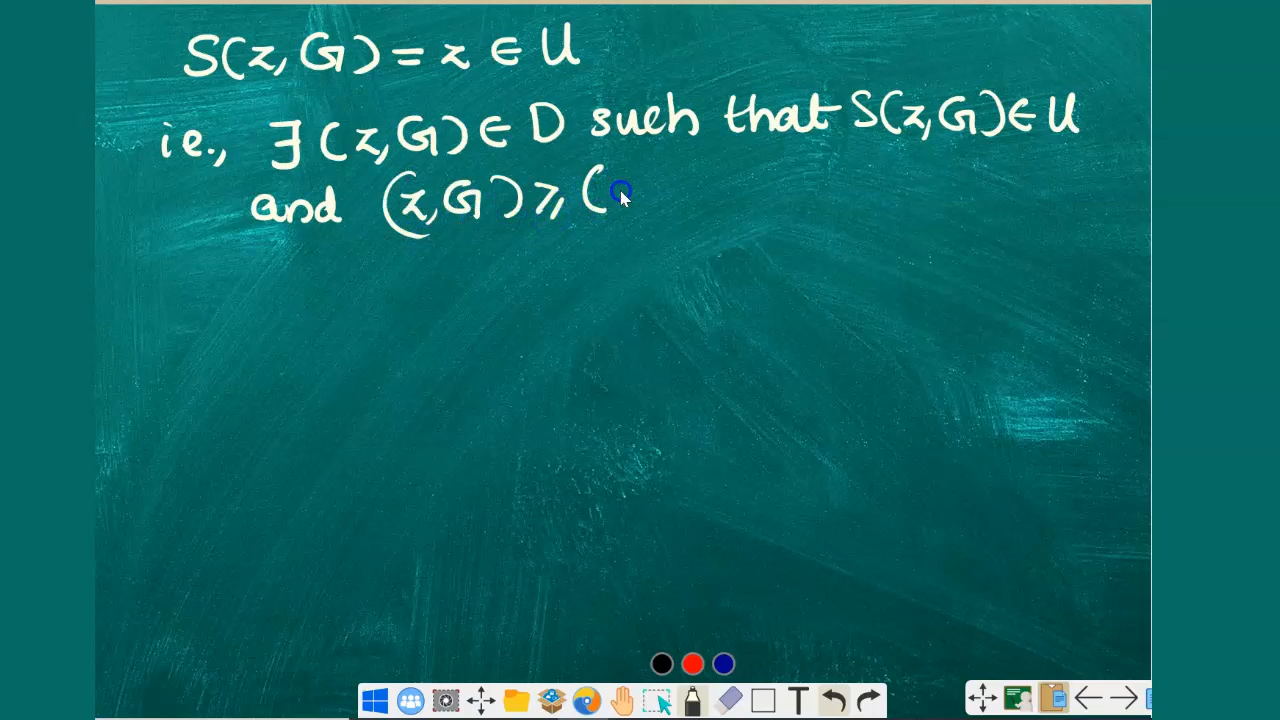 S(z, G) = z ∈ U
i.e., ∃ (z, G) ∈ D such that S(z, G) ∈ U
and (z, G) ⩾ (
T